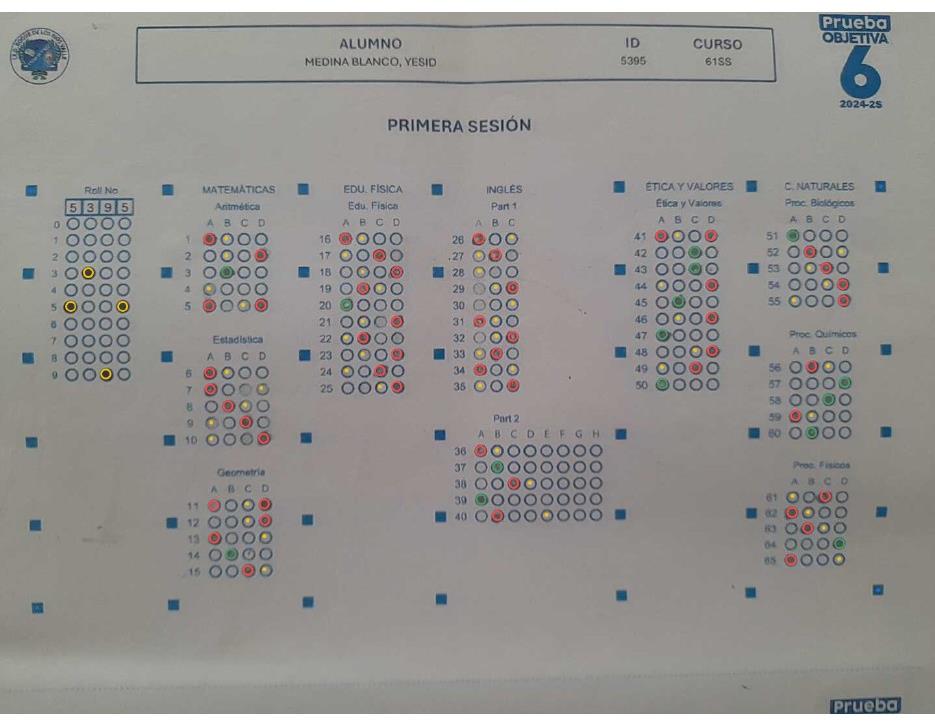 I.E.D. ROQUE DE LOS RIOS VALLE
Prueba
OBJETIVA
6
2024-2S
ALUMNO ID CURSO
MEDINA BLANCO, YESID 5395 61SS
PRIMERA SESIÓN
Roll No
5 3 9 5
0
1
2
3
4
5
6
7
8
9
MATEMÁTICAS
Aritmética
A B C D
1
2
3
4
5
Estadística
A B C D
6
7
8
9
10
Geometría
A B C D
11
12
13
14
15
EDU. FÍSICA
Edu. Física
A B C D
16
17
18
19
20
21
22
23
24
25
INGLÉS
Part 1
A B C
26
27
28
29
30
31
32
33
34
35
Part 2
A B C D E F G H
36
37
38
39
40
ÉTICA Y VALORES
Ética y Valores
A B C D
41
42
43
44
45
46
47
48
49
50
C. NATURALES
Proc. Biológicos
A B C D
51
52
53
54
55
Proc. Químicos
A B C D
56
57
58
59
60
Proc. Físicos
A B C D
61
62
63
64
65
Prueba